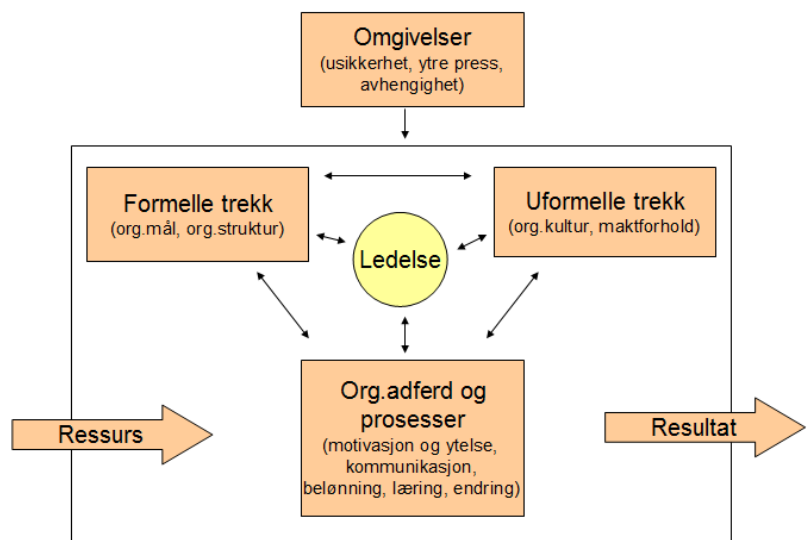 Omgivelser
(usikkerhet, ytre press,
avhengighet)
Formelle trekk
(org.mål, org.struktur)
Uformelle trekk
(org.kultur, maktforhold)
Ledelse
Org.adferd og
prosesser
(motivasjon og ytelse,
kommunikasjon,
belønning, læring, endring)
Ressurs
Resultat